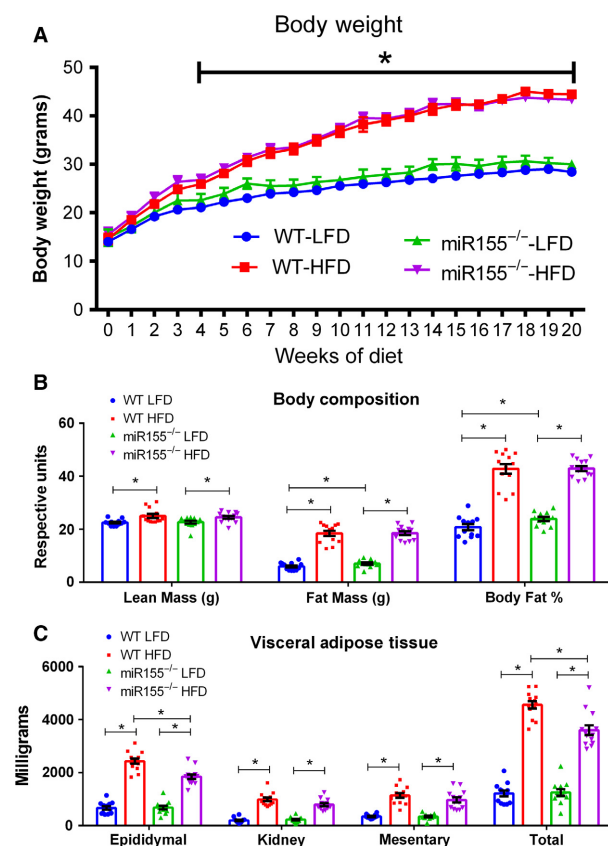 A
Body weight
*
Body weight (grams)
50
40
30
20
10
0
WT-LFD
miR155−/−-LFD
WT-HFD
miR155−/−-HFD
0 1 2 3 4 5 6 7 8 9 10 11 12 13 14 15 16 17 18 19 20
Weeks of diet
B
WT LFD
WT HFD
miR155−/− LFD
miR155−/− HFD
Body composition
Respective units
60
40
20
0
* * * * * * * *
Lean Mass (g) Fat Mass (g) Body Fat %
C
WT LFD
WT HFD
miR155−/− LFD
miR155−/− HFD
Visceral adipose tissue
Milligrams
6000
4000
2000
0
* * * * * * * * * *
Epididymal Kidney Mesentary Total